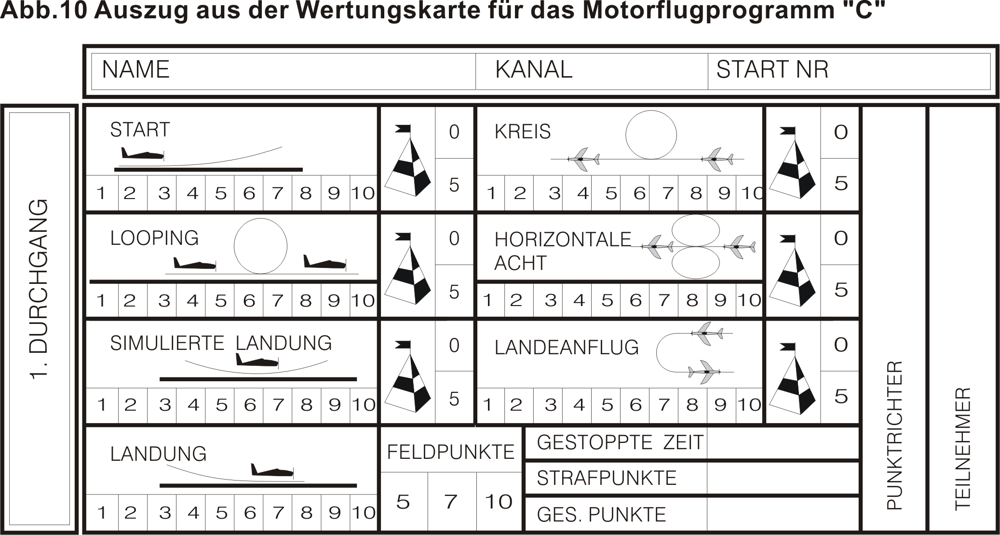 Abb.10 Auszug aus der Wertungskarte für das Motorflugprogramm "C"
NAME KANAL START NR
1. DURCHGANG
START
1 2 3 4 5 6 7 8 9 10
0
5
KREIS
1 2 3 4 5 6 7 8 9 10
0
5
LOOPING
1 2 3 4 5 6 7 8 9 10
0
5
HORIZONTALE
ACHT
1 2 3 4 5 6 7 8 9 10
0
5
SIMULIERTE LANDUNG
1 2 3 4 5 6 7 8 9 10
0
5
LANDEANFLUG
1 2 3 4 5 6 7 8 9 10
0
5
LANDUNG
1 2 3 4 5 6 7 8 9 10
FELDPUNKTE
5 7 10
GESTOPPTE ZEIT
STRAFPUNKTE
GES. PUNKTE
PUNKTRICHTER
TEILNEHMER